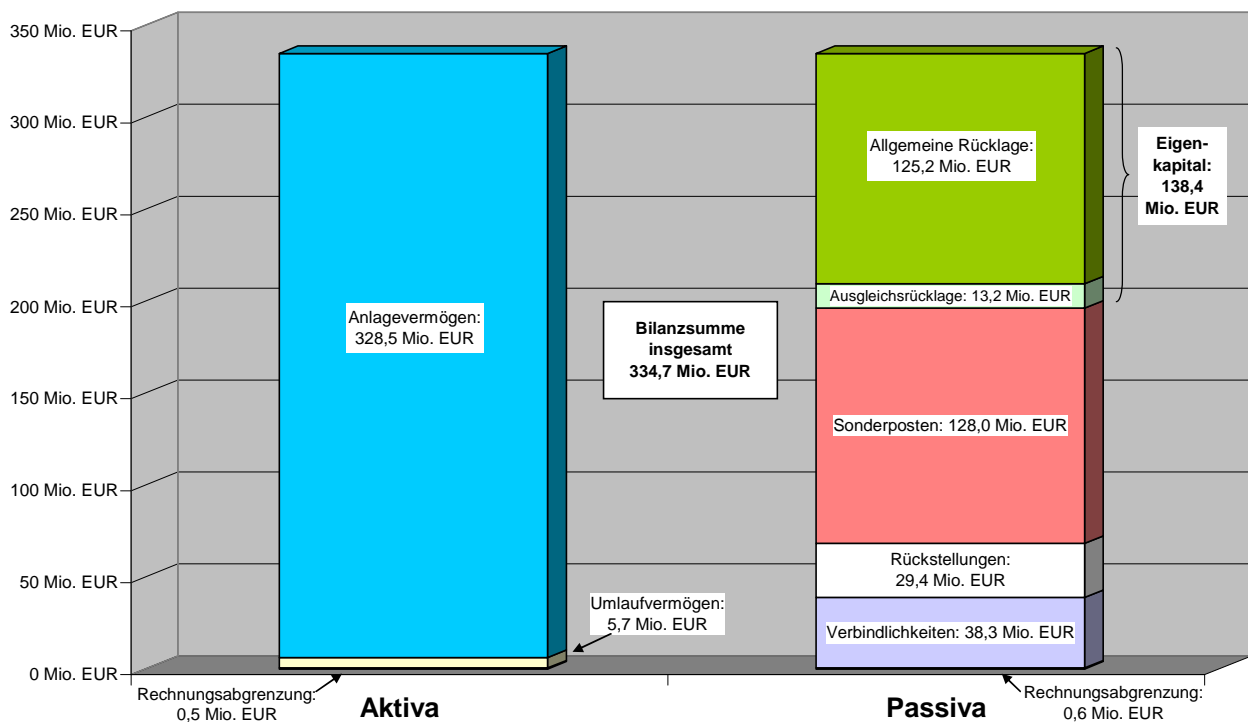 350 Mio. EUR
300 Mio. EUR
250 Mio. EUR
200 Mio. EUR
150 Mio. EUR
100 Mio. EUR
50 Mio. EUR
0 Mio. EUR
Anlagevermögen:
328,5 Mio. EUR
Umlaufvermögen:
5,7 Mio. EUR
Rechnungsabgrenzung:
0,5 Mio. EUR
Aktiva
Bilanzsumme
insgesamt
334,7 Mio. EUR
Allgemeine Rücklage:
125,2 Mio. EUR
Ausgleichsrücklage: 13,2 Mio. EUR
Sonderposten: 128,0 Mio. EUR
Rückstellungen:
29,4 Mio. EUR
Verbindlichkeiten: 38,3 Mio. EUR
Eigen-
kapital:
138,4
Mio. EUR
Passiva
Rechnungsabgrenzung:
0,6 Mio. EUR